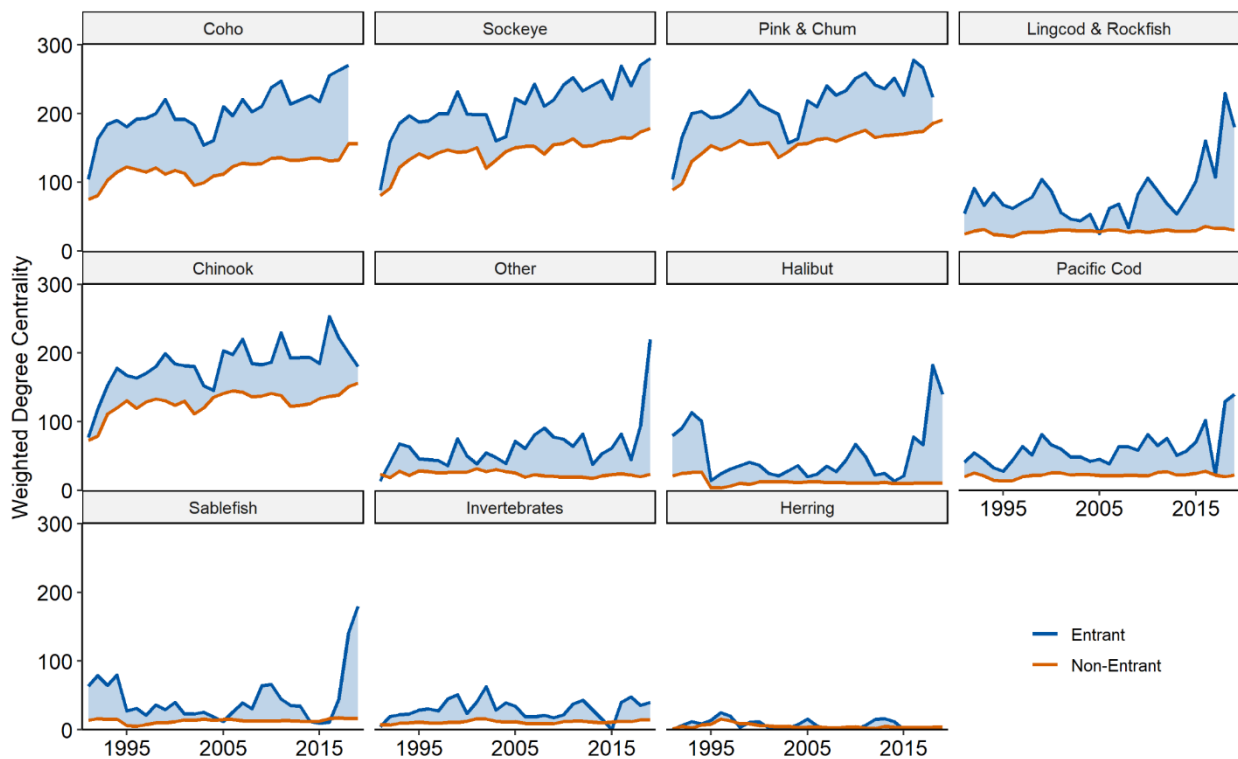 Coho
Sockeye
Pink & Chum
Lingcod & Rockfish
300
200
100
0
Chinook
Other
Halibut
Pacific Cod
300
200
100
0
1995 2005 2015
Sablefish
Invertebrates
Herring
300
200
100
0
1995 2005 2015
1995 2005 2015
1995 2005 2015
Weighted Degree Centrality
Entrant
Non-Entrant